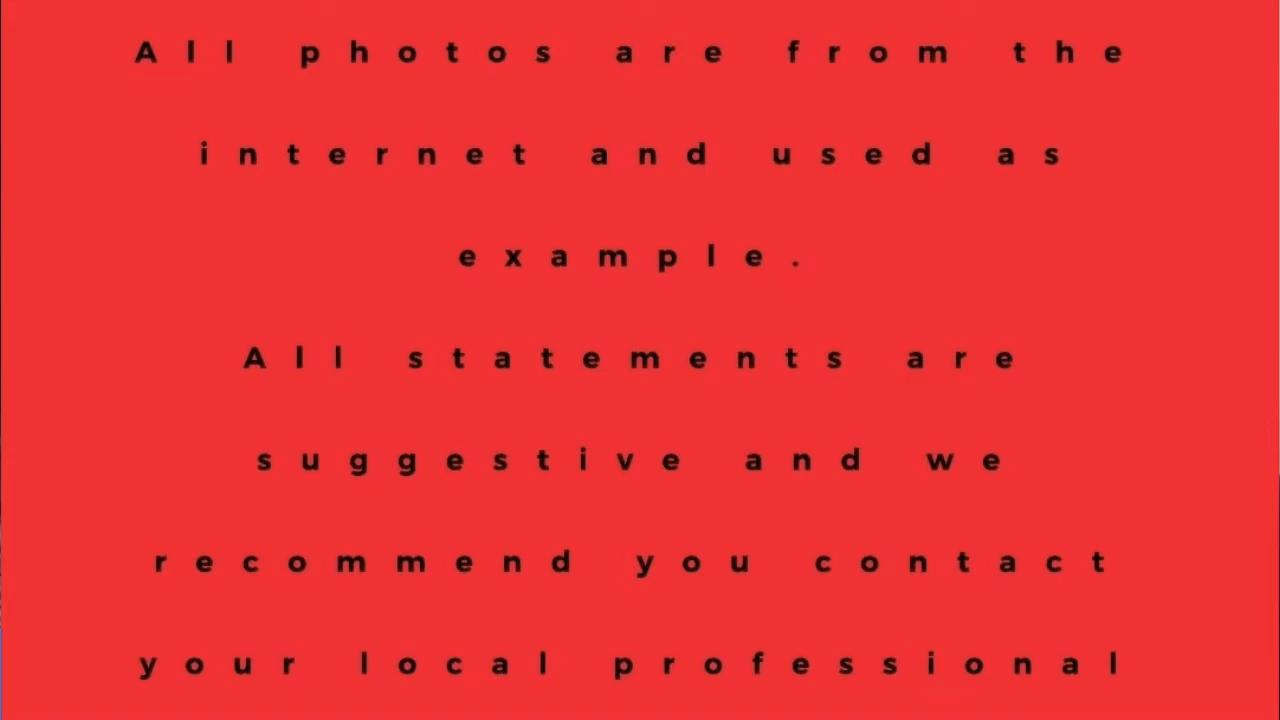 All photos are from the
internet and used as
example.
All statements are
suggestive and we
recommend you contact
your local professional